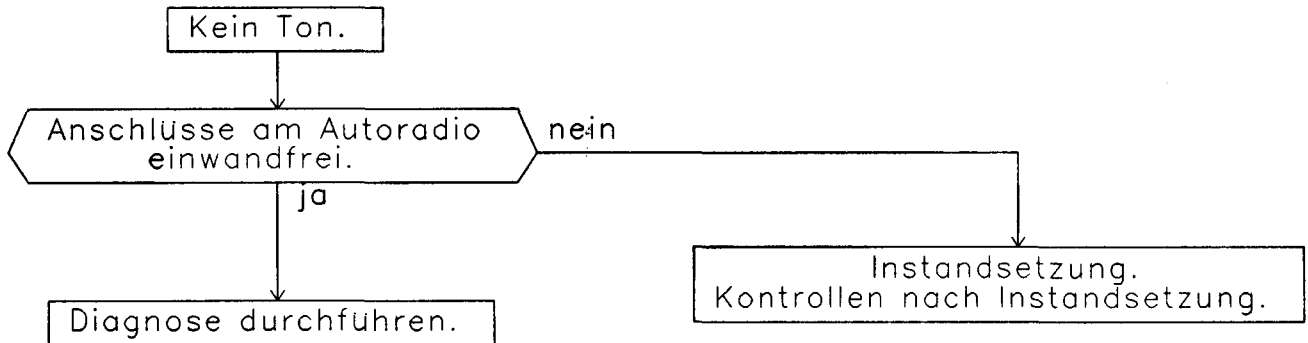 Kein Ton.
Anschlüsse am Autoradio
einwandfrei.
nein
ja
Instandsetzung.
Kontrollen nach Instandsetzung.
Diagnose durchführen.